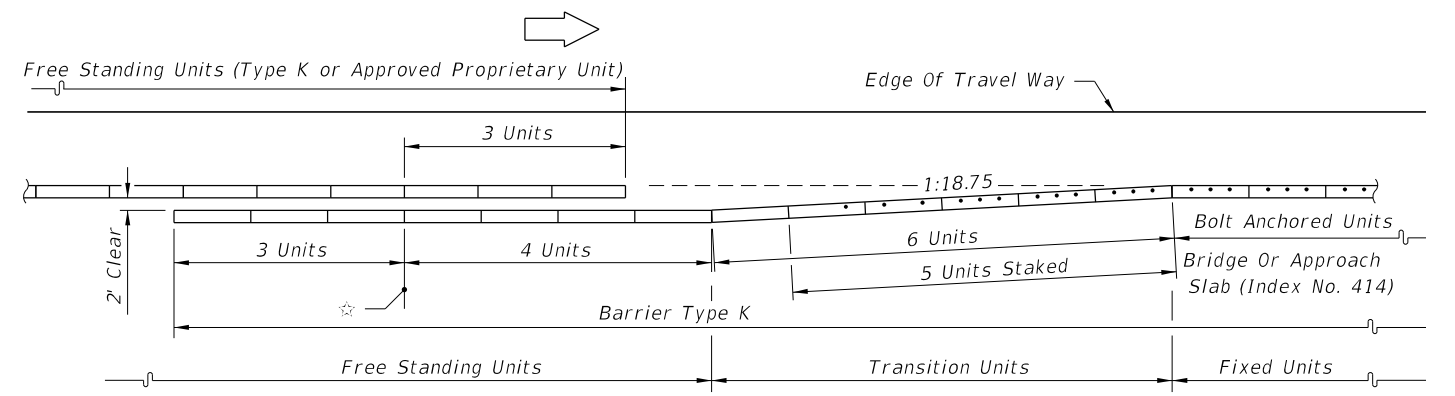 Free Standing Units (Type K or Approved Proprietary Unit)
Edge Of Travel Way
3 Units
1:18.75
2' Clear
3 Units
4 Units
6 Units
5 Units Staked
Bolt Anchored Units
Bridge Or Approach
Slab (Index No. 414)
Barrier Type K
Free Standing Units
Transition Units
Fixed Units